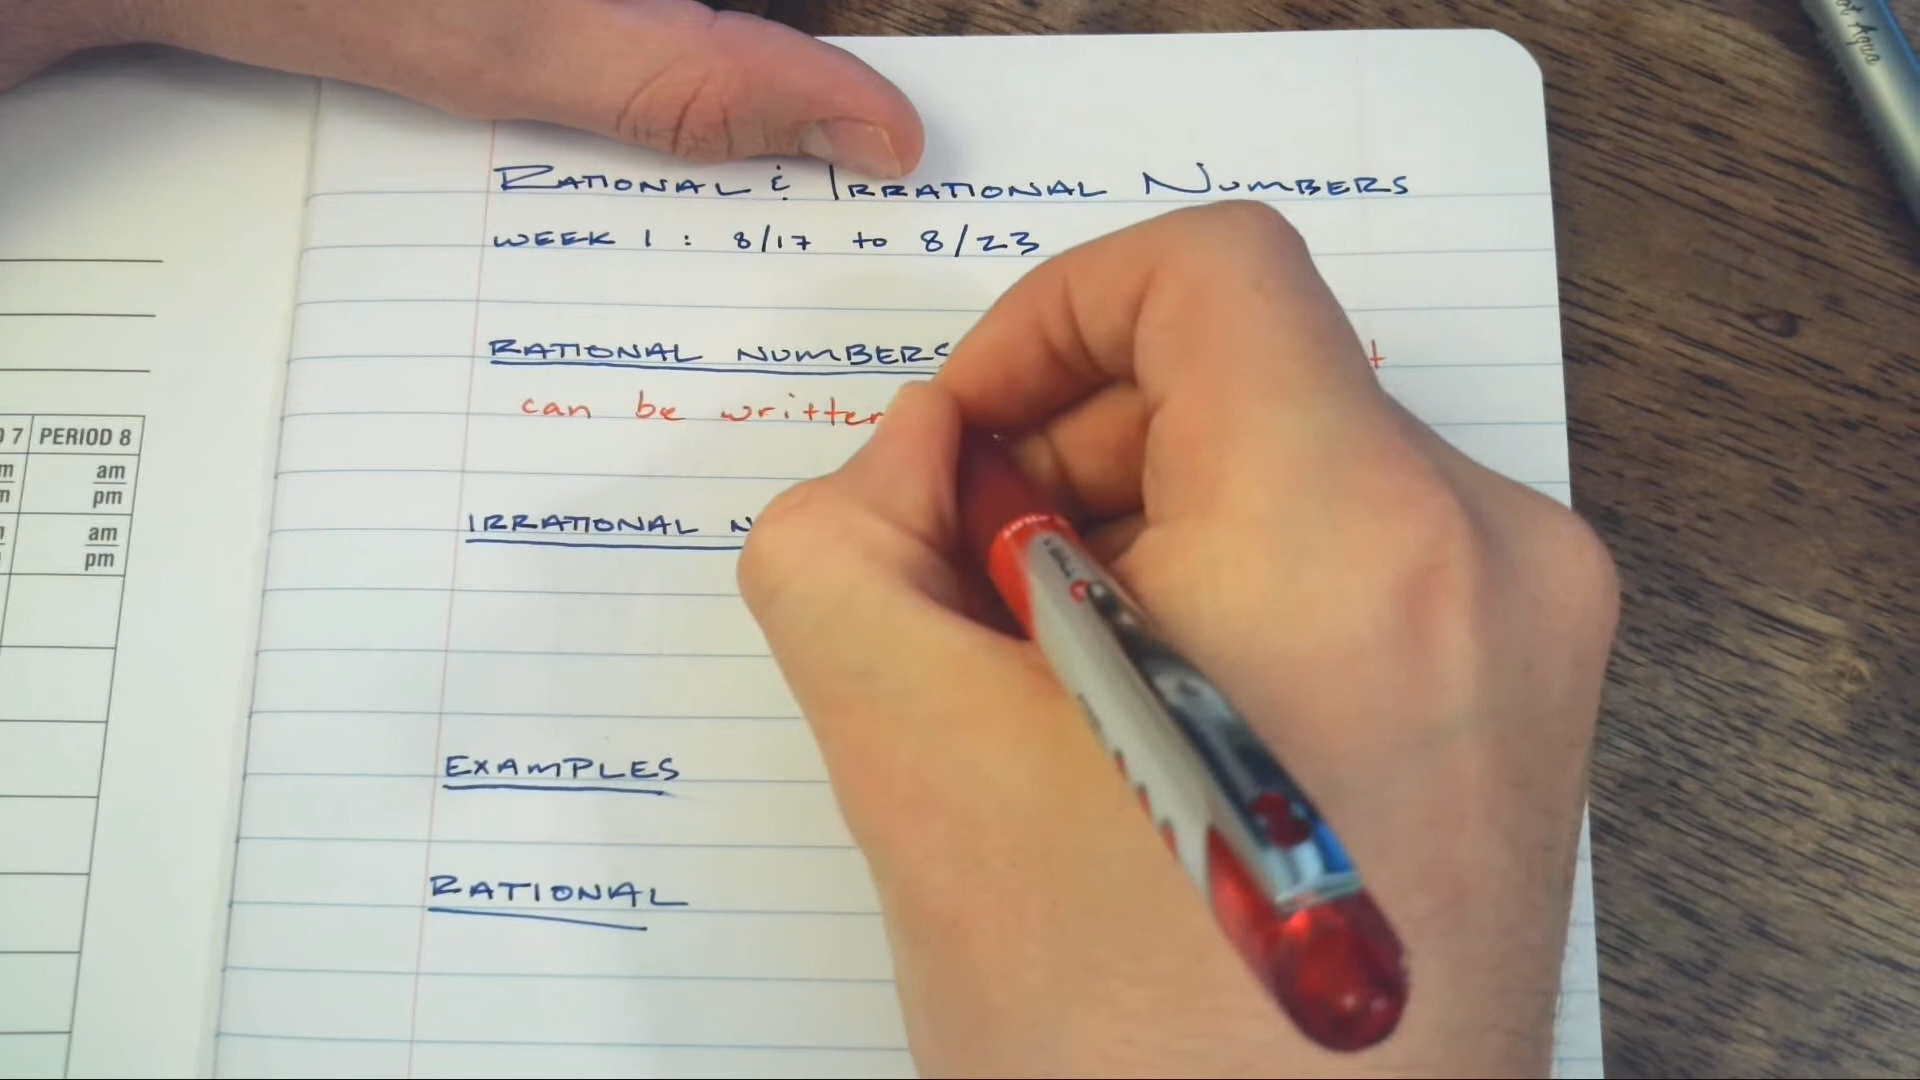 RATIONAL & IRRATIONAL NUMBERS
WEEK 1 : 8/17 to 8/23
RATIONAL NUMBERS
can be written
IRRATIONAL
EXAMPLES
RATIONAL
7 PERIOD 8
am
pm
am
pm